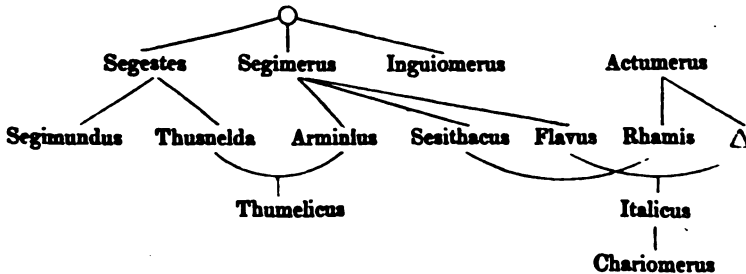 Segestes Segimerus Inguiomerus Actumerus
Segimundus Thusnelda Arminius Sesithacus Flavus Rhamis
Thumelicus Italicus
Chariomerus